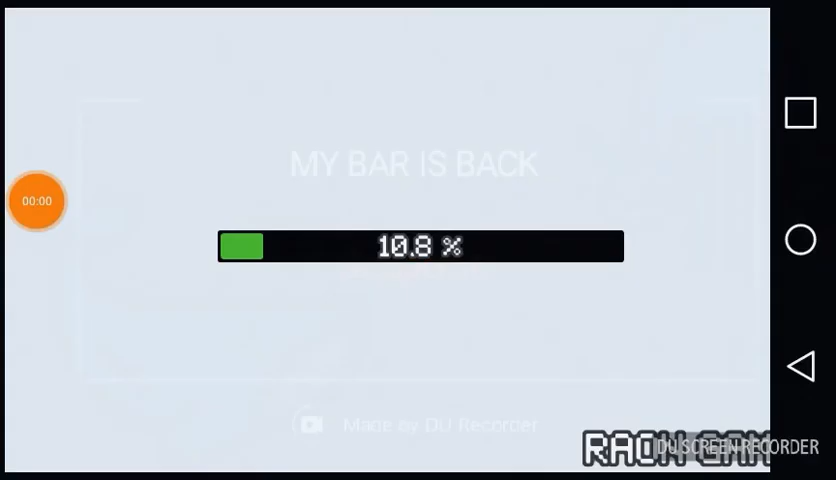 MY BAR IS BACK
00:00
10.8 %
Made by DU Recorder
DU SCREEN RECORDER